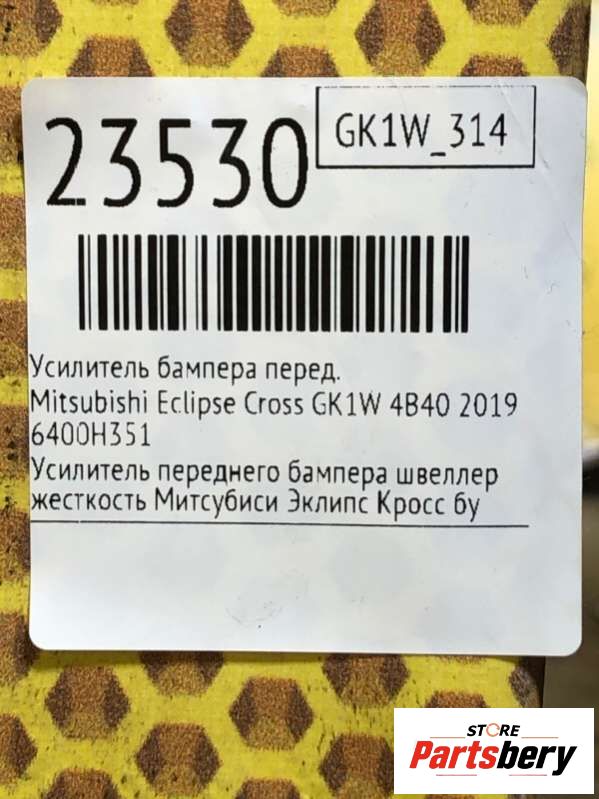 23530
GK1W_314
Усилитель бампера перед.
Mitsubishi Eclipse Cross GK1W 4B40 2019
6400H351
Усилитель переднего бампера швеллер
жесткость Митсубиси Эклипс Кросс бу
STORE
Partsbery